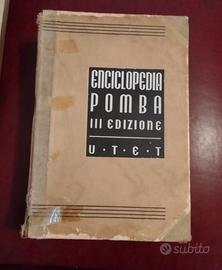 ENCICLOPEDIA
POMBA
III EDIZIONE
U·T·E·T
subito